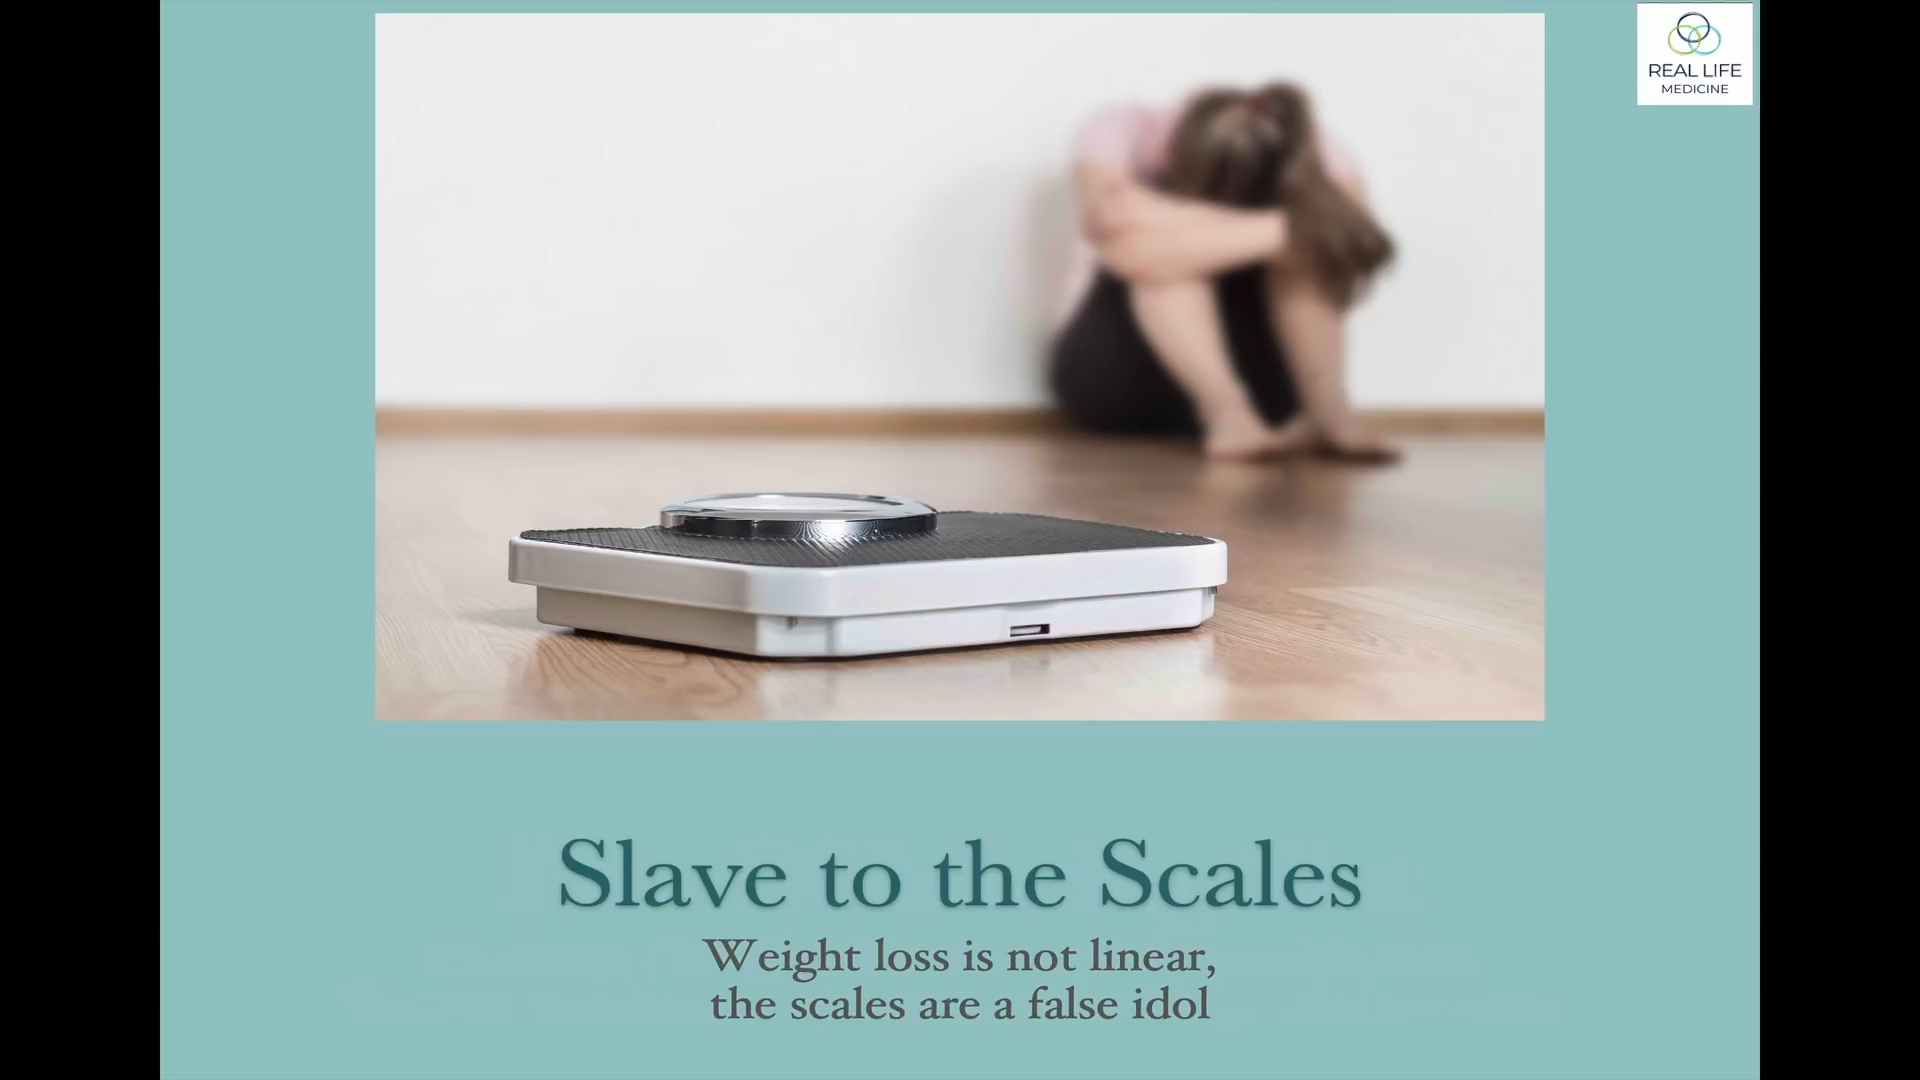 REAL LIFE
MEDICINE
Slave to the Scales
Weight loss is not linear,
the scales are a false idol